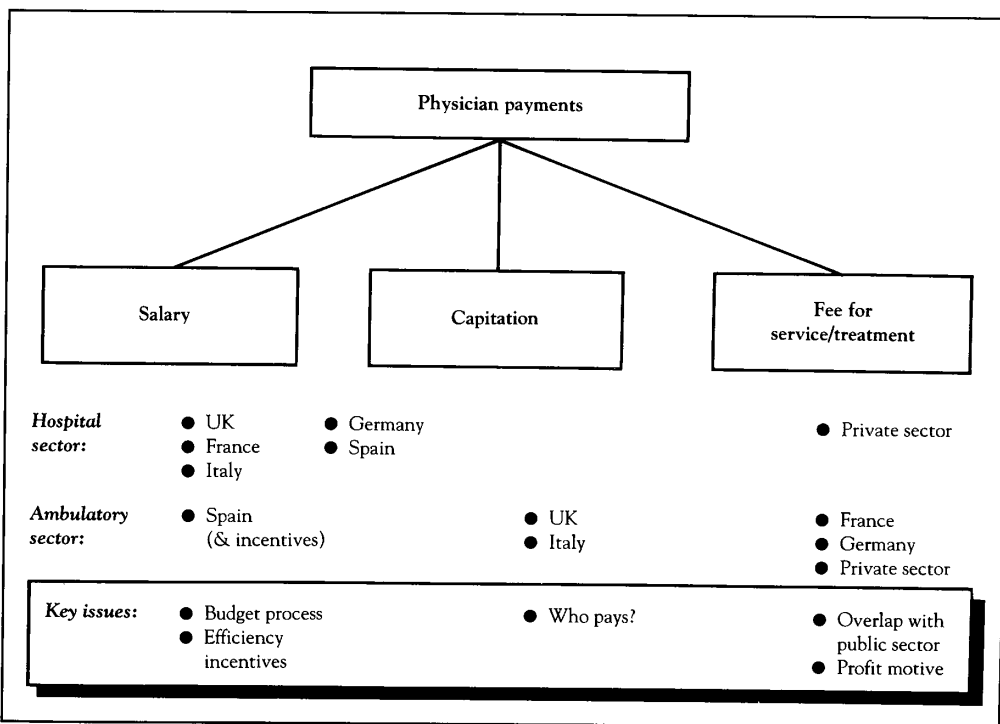 Physician payments
Salary
Capitation
Fee for
service/treatment
Hospital
sector:
● UK
● France
● Italy
● Germany
● Spain
● Private sector
Ambulatory
sector:
● Spain
(& incentives)
● UK
● Italy
● France
● Germany
● Private sector
Key issues:
● Budget process
● Efficiency
incentives
● Who pays?
● Overlap with
public sector
● Profit motive